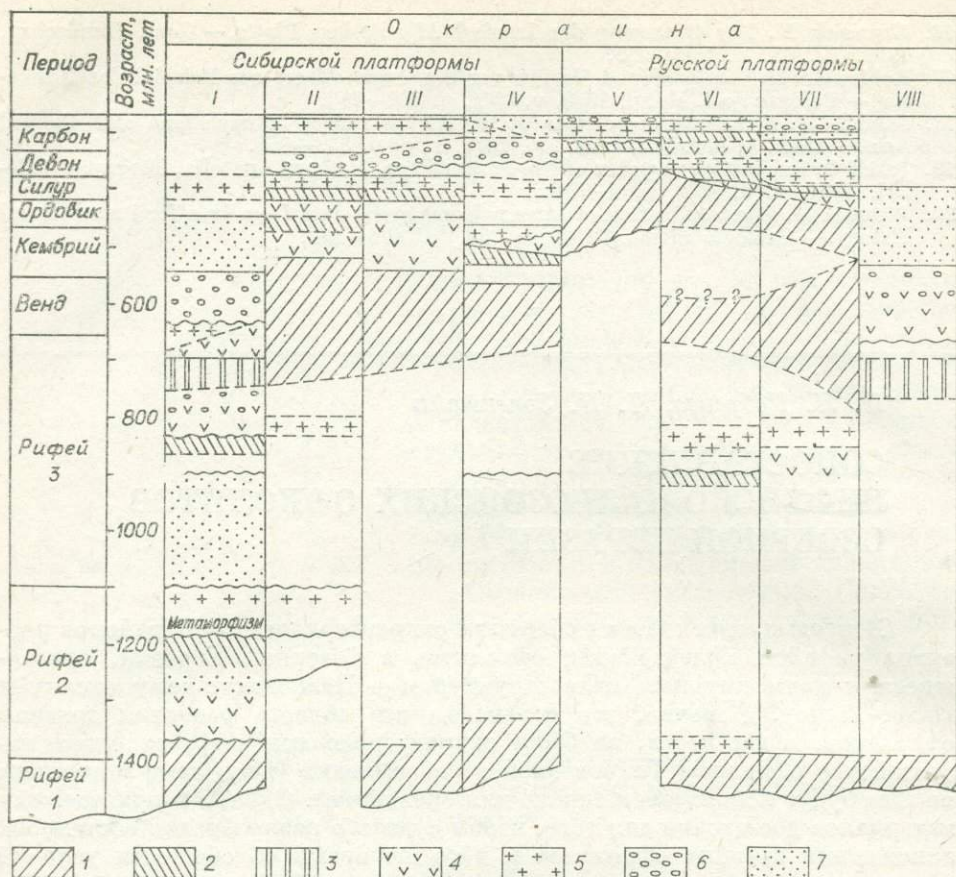 Период
Возраст, млн. лет
Окраина
Сибирской платформы
Русской платформы
I II III IV V VI VII VIII
Карбон
Девон
Силур
Ордовик
Кембрий
Венд
600
-?-?-?-
800
Рифей
3
1000
Метаморфизм
1200
Рифей
2
1400
Рифей
1
1 2 3 4 5 6 7